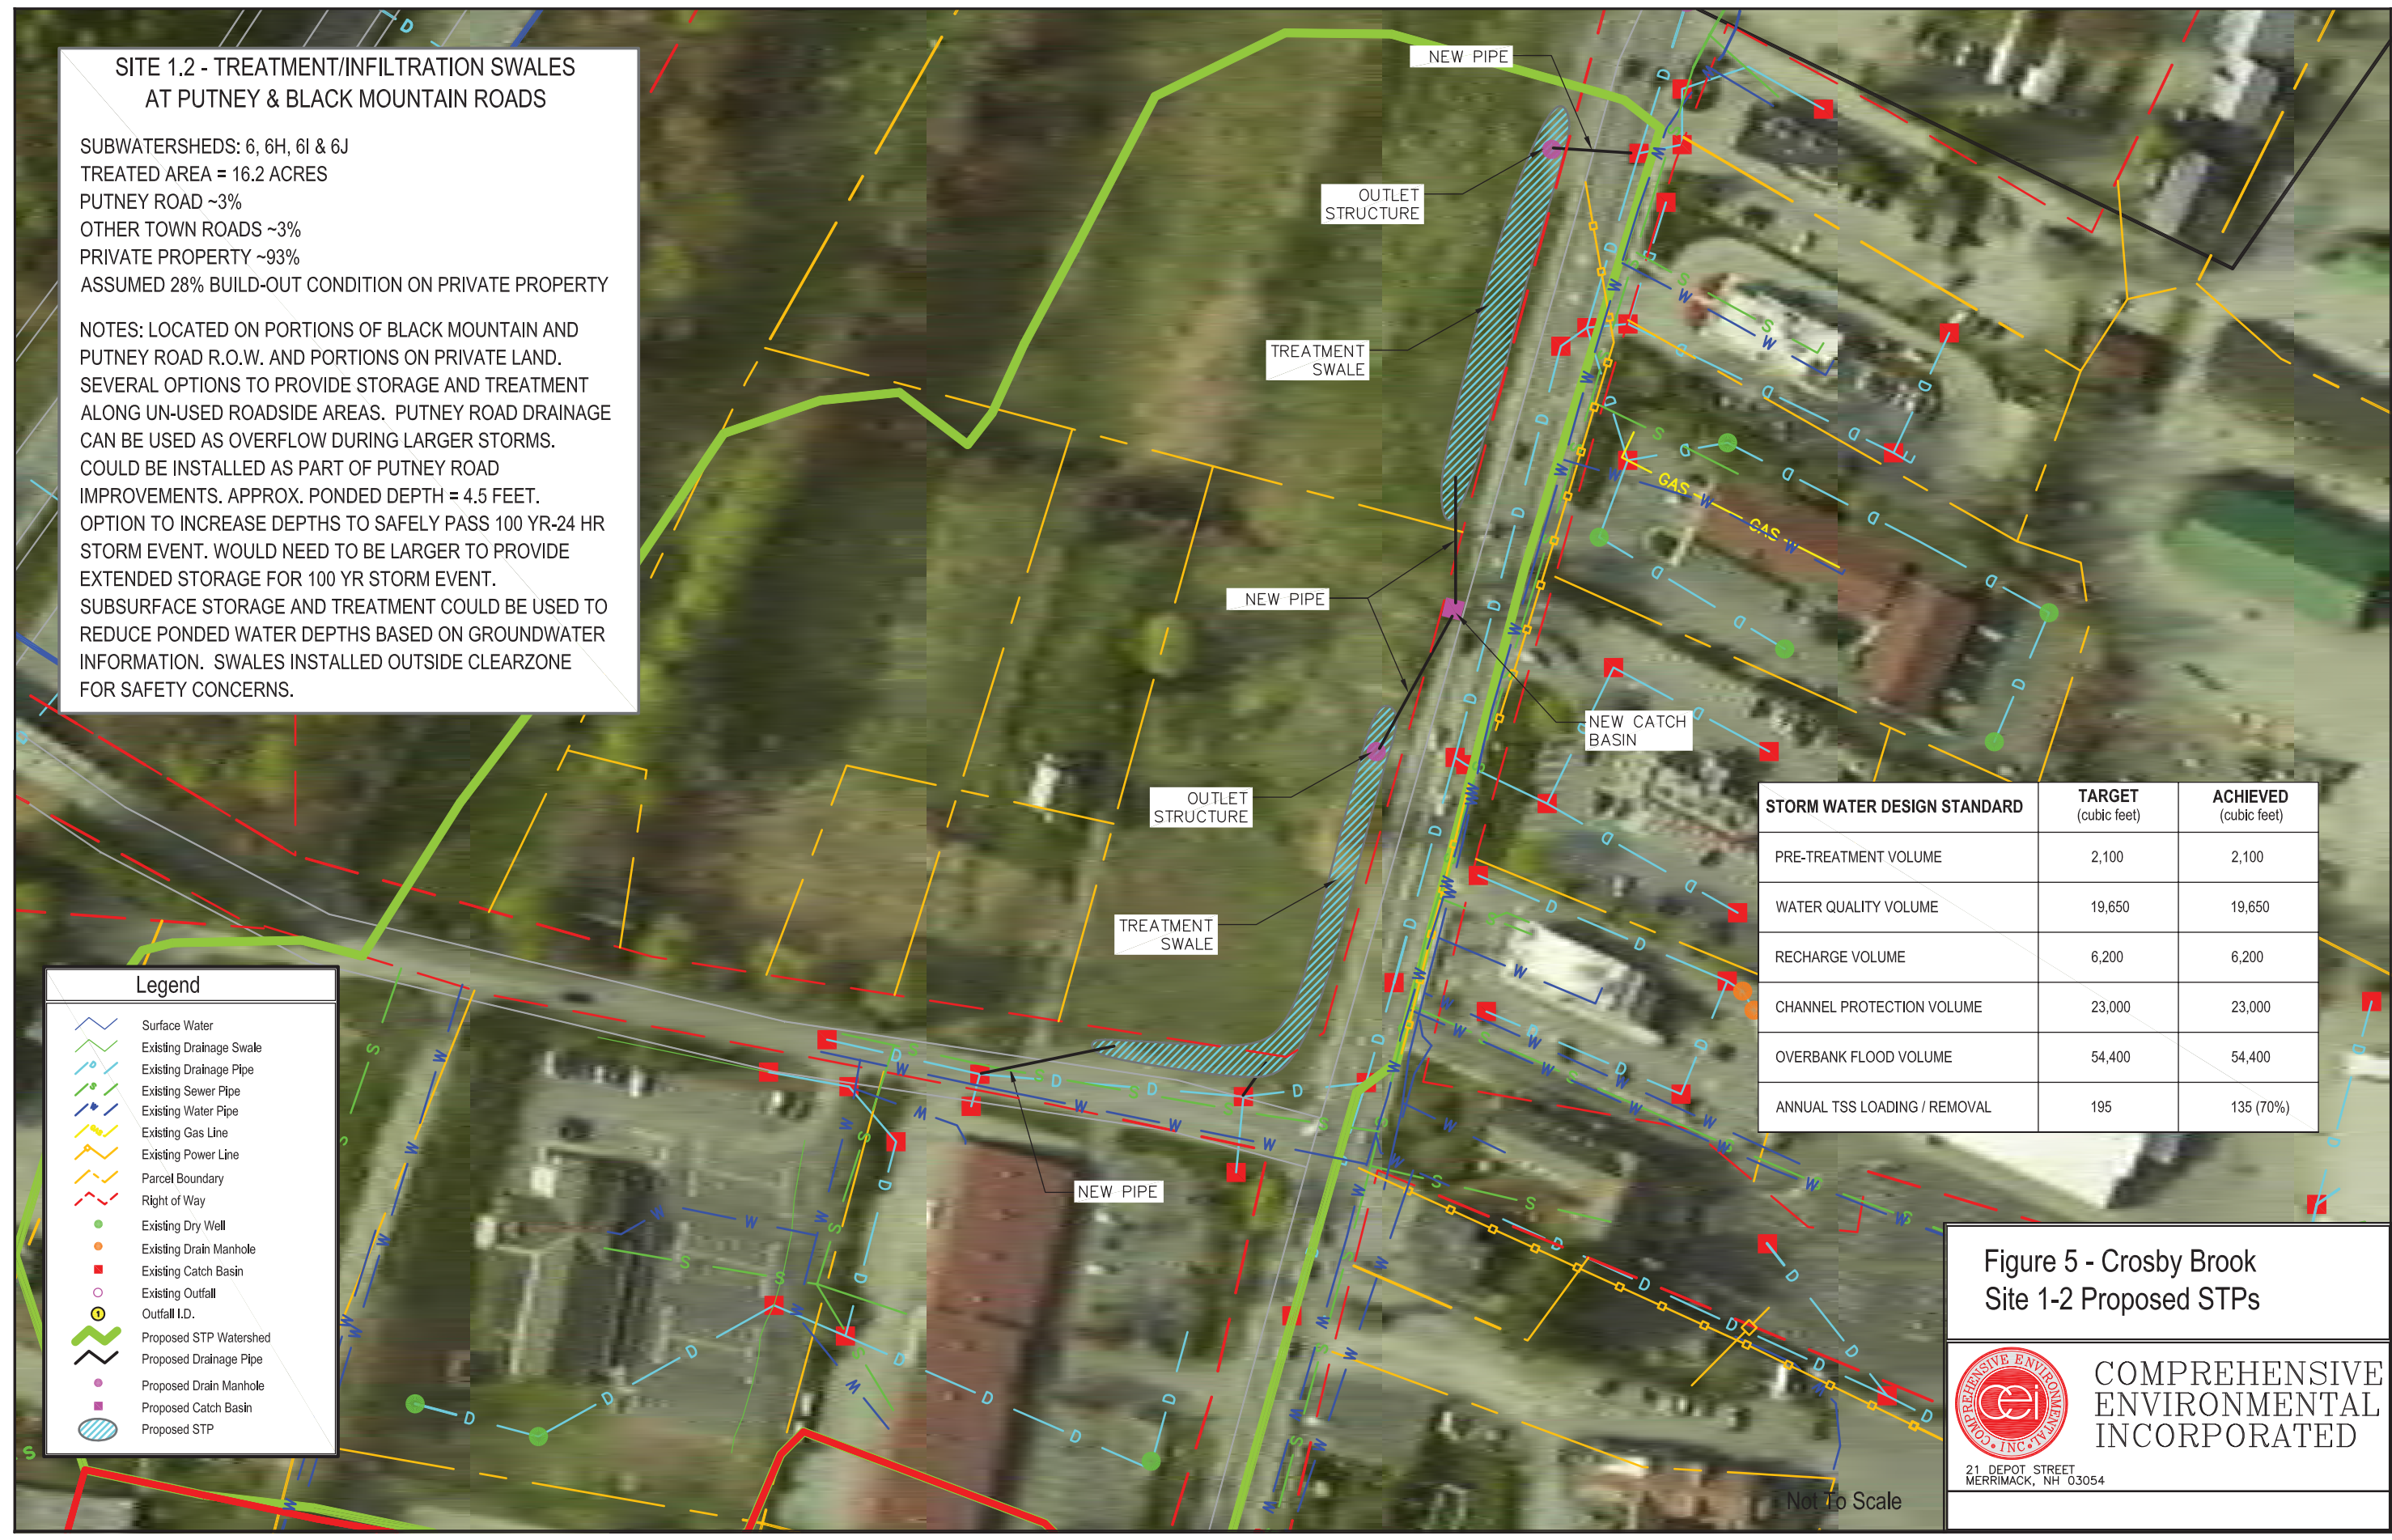 SITE 1.2 - TREATMENT/INFILTRATION SWALES
AT PUTNEY & BLACK MOUNTAIN ROADS
SUBWATERSHEDS: 6, 6H, 6I & 6J
TREATED AREA = 16.2 ACRES
PUTNEY ROAD ~3%
OTHER TOWN ROADS ~3%
PRIVATE PROPERTY ~93%
ASSUMED 28% BUILD-OUT CONDITION ON PRIVATE PROPERTY
NOTES: LOCATED ON PORTIONS OF BLACK MOUNTAIN AND
PUTNEY ROAD R.O.W. AND PORTIONS ON PRIVATE LAND.
SEVERAL OPTIONS TO PROVIDE STORAGE AND TREATMENT
ALONG UN-USED ROADSIDE AREAS. PUTNEY ROAD DRAINAGE
CAN BE USED AS OVERFLOW DURING LARGER STORMS.
COULD BE INSTALLED AS PART OF PUTNEY ROAD
IMPROVEMENTS. APPROX. PONDED DEPTH = 4.5 FEET.
OPTION TO INCREASE DEPTHS TO SAFELY PASS 100 YR-24 HR
STORM EVENT. WOULD NEED TO BE LARGER TO PROVIDE
EXTENDED STORAGE FOR 100 YR STORM EVENT.
SUBSURFACE STORAGE AND TREATMENT COULD BE USED TO
REDUCE PONDED WATER DEPTHS BASED ON GROUNDWATER
INFORMATION. SWALES INSTALLED OUTSIDE CLEARZONE
FOR SAFETY CONCERNS.
NEW PIPE
OUTLET
STRUCTURE
TREATMENT
SWALE
GAS
GAS
NEW PIPE
NEW CATCH
BASIN
OUTLET
STRUCTURE
TREATMENT
SWALE
NEW PIPE
STORM WATER DESIGN STANDARD TARGET (cubic feet) ACHIEVED (cubic feet)
PRE-TREATMENT VOLUME 2,100 2,100
WATER QUALITY VOLUME 19,650 19,650
RECHARGE VOLUME 6,200 6,200
CHANNEL PROTECTION VOLUME 23,000 23,000
OVERBANK FLOOD VOLUME 54,400 54,400
ANNUAL TSS LOADING / REMOVAL 195 135 (70%)
Legend
Surface Water
Existing Drainage Swale
D Existing Drainage Pipe
S Existing Sewer Pipe
Existing Water Pipe
Existing Gas Line
Existing Power Line
Parcel Boundary
Right of Way
Existing Dry Well
Existing Drain Manhole
Existing Catch Basin
Existing Outfall
1 Outfall I.D.
Proposed STP Watershed
Proposed Drainage Pipe
Proposed Drain Manhole
Proposed Catch Basin
Proposed STP
Not To Scale
Figure 5 - Crosby Brook
Site 1-2 Proposed STPs
COMPREHENSIVE ENVIRONMENTAL INC.
cei
COMPREHENSIVE
ENVIRONMENTAL
INCORPORATED
21 DEPOT STREET
MERRIMACK, NH 03054